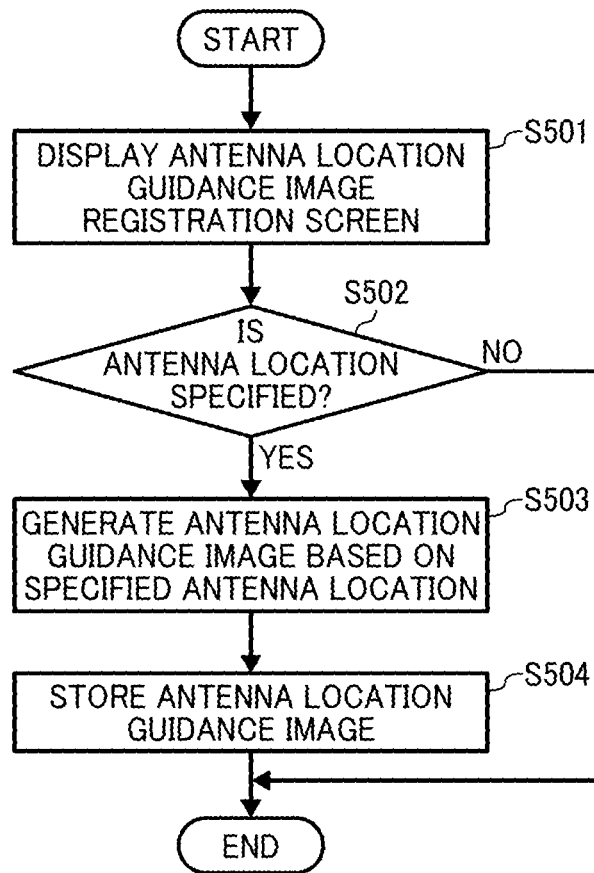 START
S501
DISPLAY ANTENNA LOCATION
GUIDANCE IMAGE
REGISTRATION SCREEN
S502
IS
ANTENNA LOCATION
SPECIFIED?
NO
YES
S503
GENERATE ANTENNA LOCATION
GUIDANCE IMAGE BASED ON
SPECIFIED ANTENNA LOCATION
S504
STORE ANTENNA LOCATION
GUIDANCE IMAGE
END